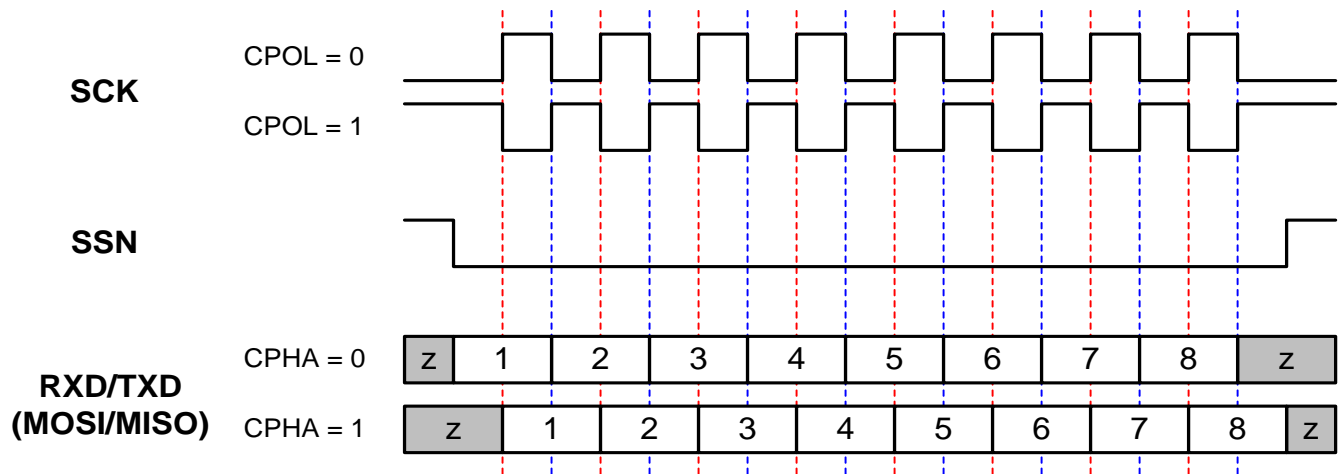 CPOL = 0
SCK
CPOL = 1
SSN
CPHA = 0
z 1 2 3 4 5 6 7 8 z
RXD/TXD
(MOSI/MISO)
CPHA = 1
z 1 2 3 4 5 6 7 8 z